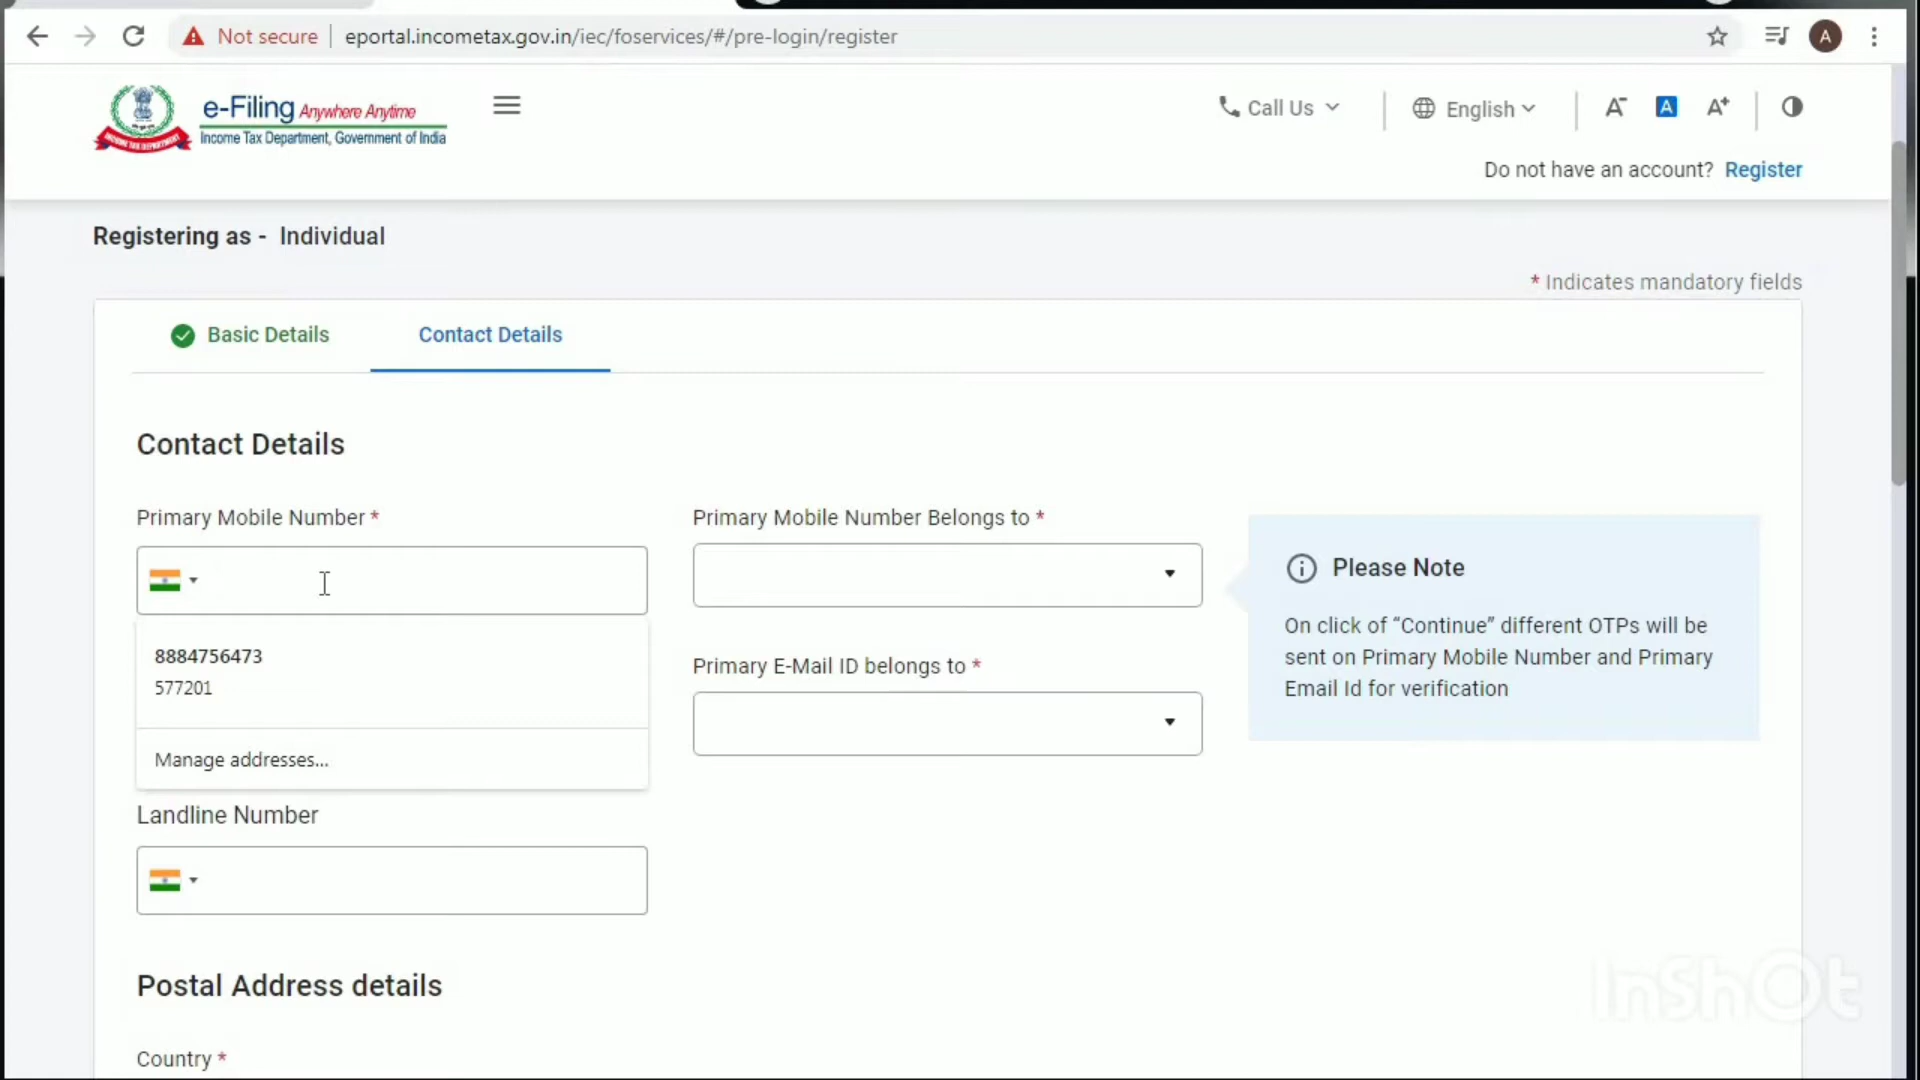 Not secure eportal.incometax.gov.in/iec/foservices/#/pre-login/register
A
e-Filing Anywhere Anytime
Income Tax Department, Government of India
Call Us
English
A- A A+
Do not have an account? Register
Registering as - Individual
* Indicates mandatory fields
Basic Details
Contact Details
Contact Details
Primary Mobile Number *
8884756473
577201
Manage addresses...
Primary Mobile Number Belongs to *
Primary E-Mail ID belongs to *
Please Note
On click of “Continue” different OTPs will be
sent on Primary Mobile Number and Primary
Email Id for verification
Landline Number
Postal Address details
Country *
InShOt